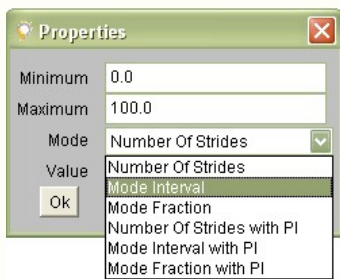 Properties
Minimum 0.0
Maximum 100.0
Mode Number Of Strides
Value Number Of Strides
Mode Interval
Ok Mode Fraction
Number Of Strides with PI
Mode Interval with PI
Mode Fraction with PI